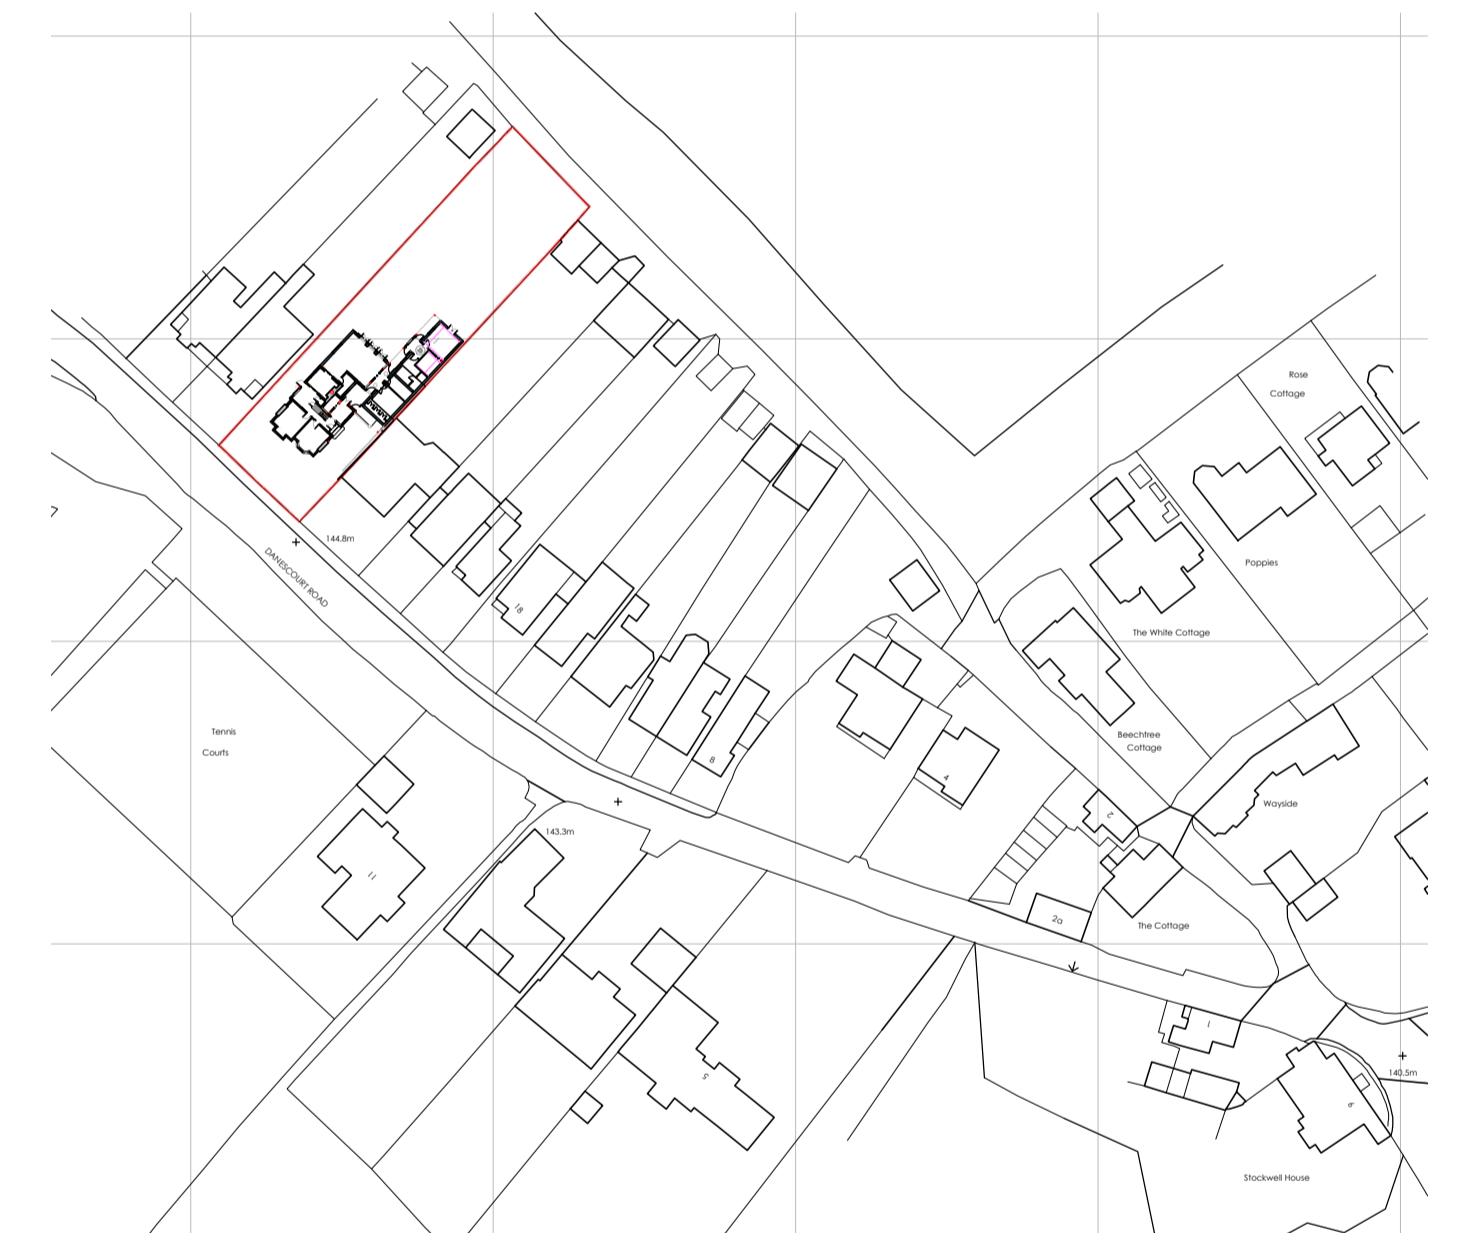 Rose
Cottage
144.8m
DANESCOURT ROAD
Poppies
18
The White Cottage
Tennis
Courts
Beechtree
Cottage
8
4
Wayside
2
143.3m
11
2a
The Cottage
1
5
140.5m
6
Stockwell House